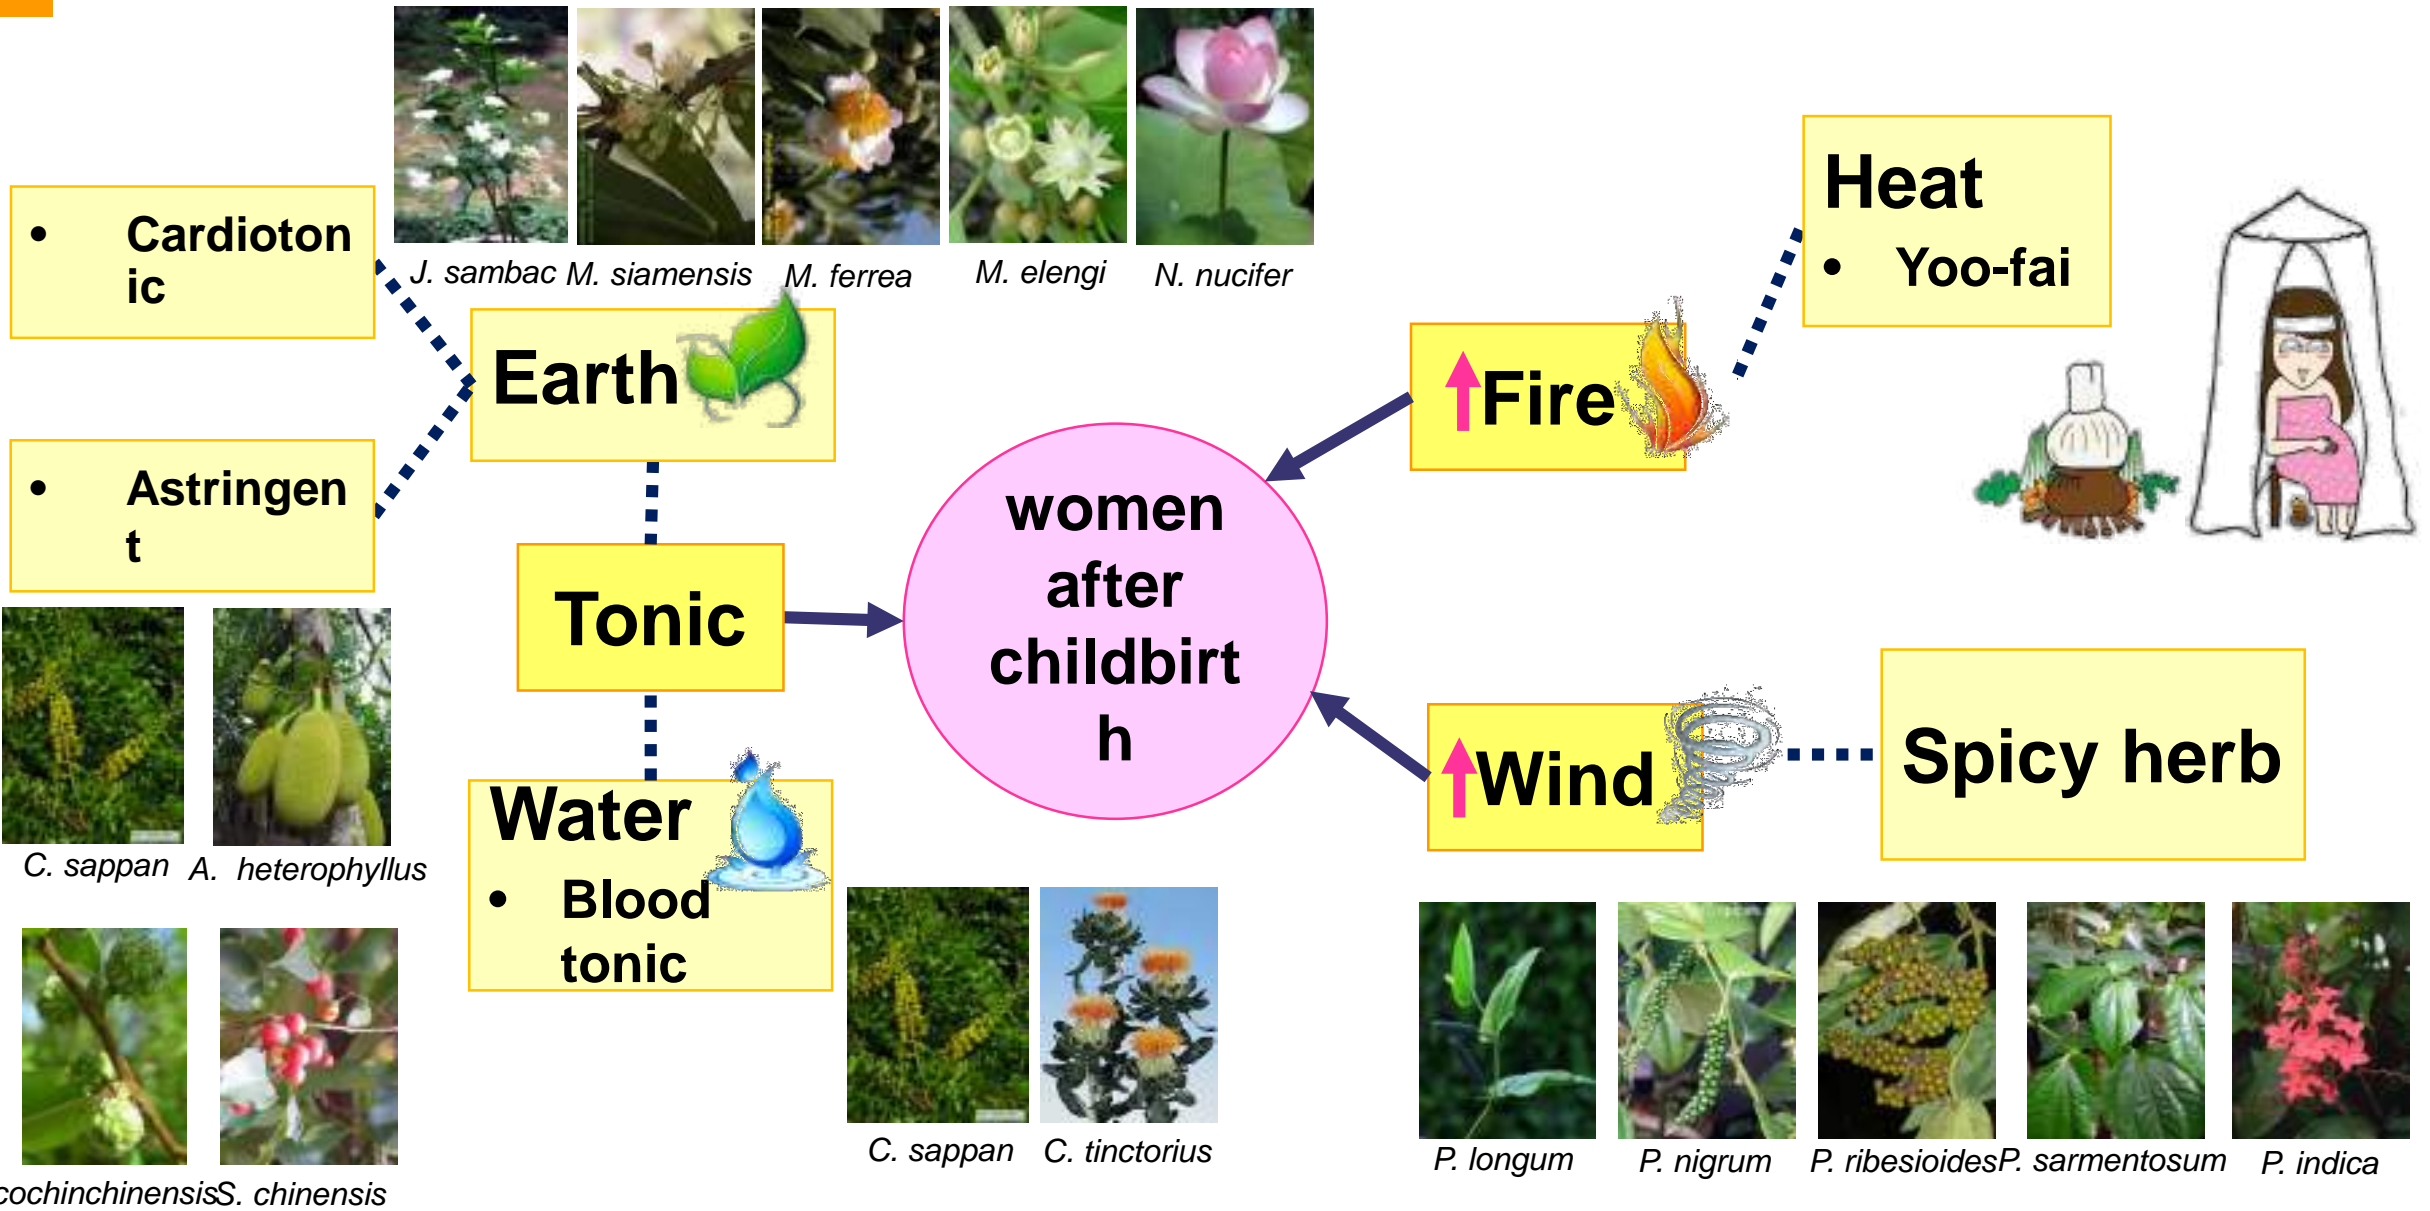 J. sambac M. siamensis M. ferrea M. elengi N. nucifer
• Cardioton
ic
• Astringen
t
Earth
Tonic
Water
• Blood
tonic
women
after
childbirt
h
Fire
Heat
• Yoo-fai
Wind
Spicy herb
C. sappan A. heterophyllus
cochinchinensis S. chinensis
C. sappan C. tinctorius
P. longum P. nigrum P. ribesioides P. sarmentosum P. indica